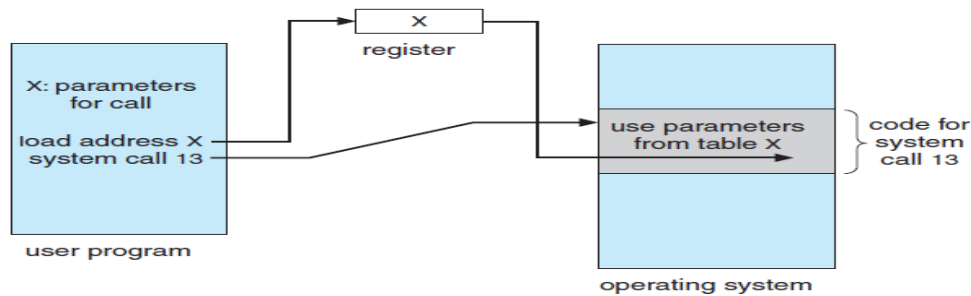 X
register
X: parameters
for call
load address X
system call 13
use parameters
from table X
code for
system
call 13
user program
operating system